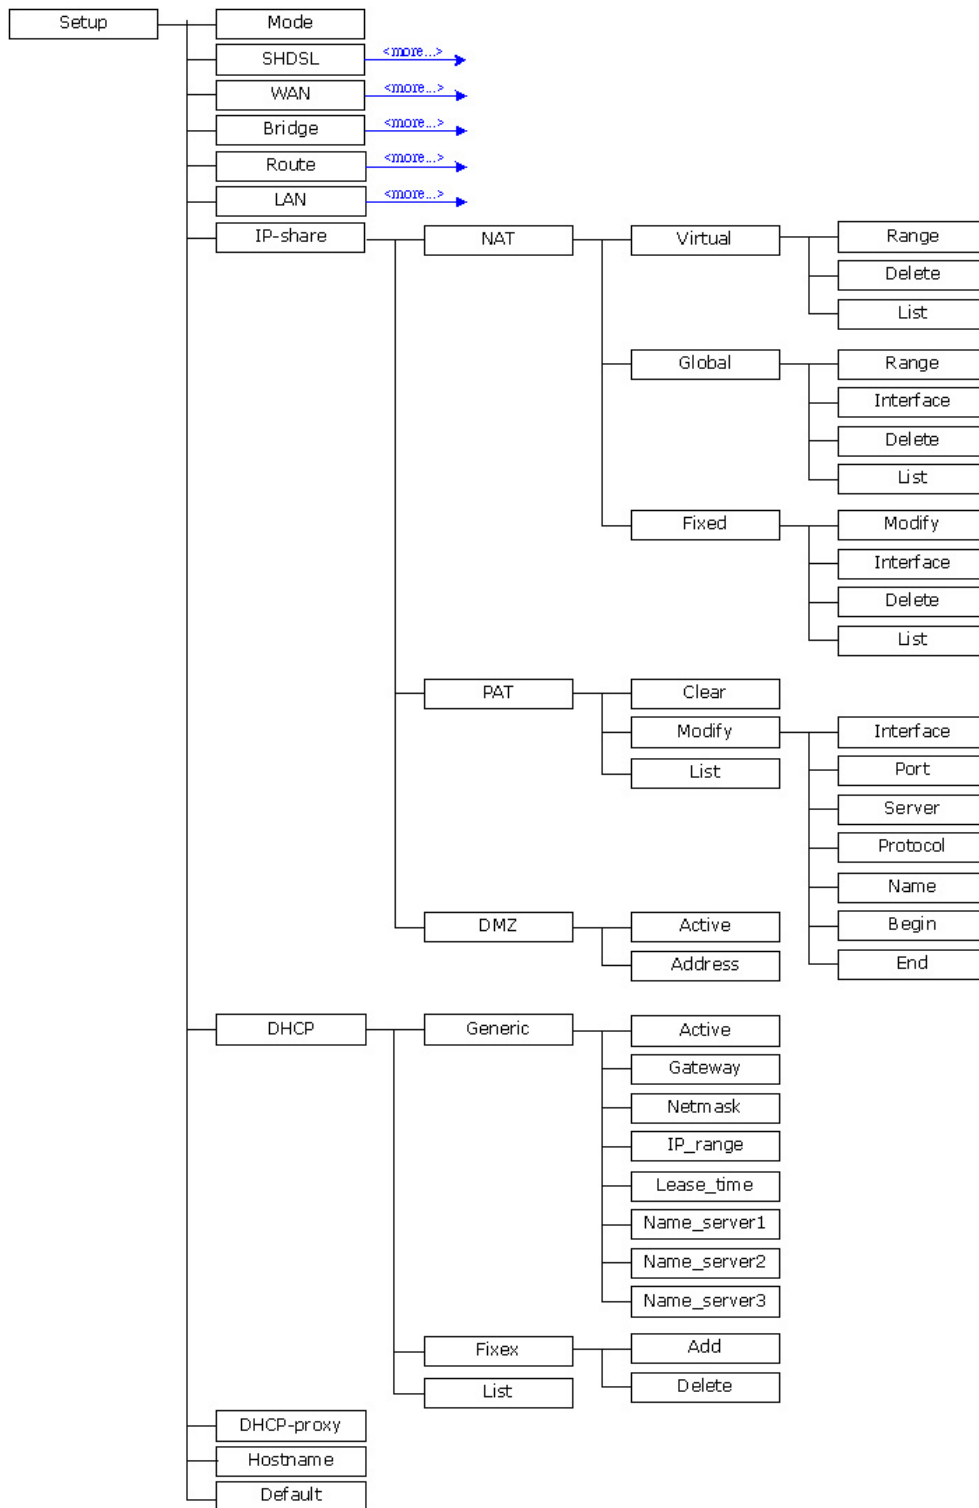 Setup
Mode
SHDSL <more...>
WAN <more...>
Bridge <more...>
Route <more...>
LAN <more...>
IP-share
NAT
Virtual
Range
Delete
List
Global
Range
Interface
Delete
List
Fixed
Modify
Interface
Delete
List
PAT
Clear
Modify
List
Interface
Port
Server
Protocol
Name
Begin
End
DMZ
Active
Address
DHCP
Generic
Active
Gateway
Netmask
IP_range
Lease_time
Name_server1
Name_server2
Name_server3
Fixex
Add
Delete
List
DHCP-proxy
Hostname
Default